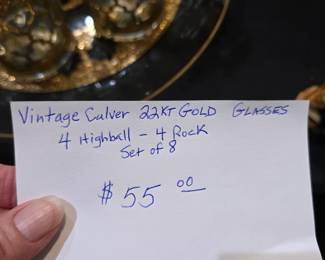 Vintage Culver 22KT GOLD GLASSES
4 Highball - 4 Rock
Set of 8
$55 00